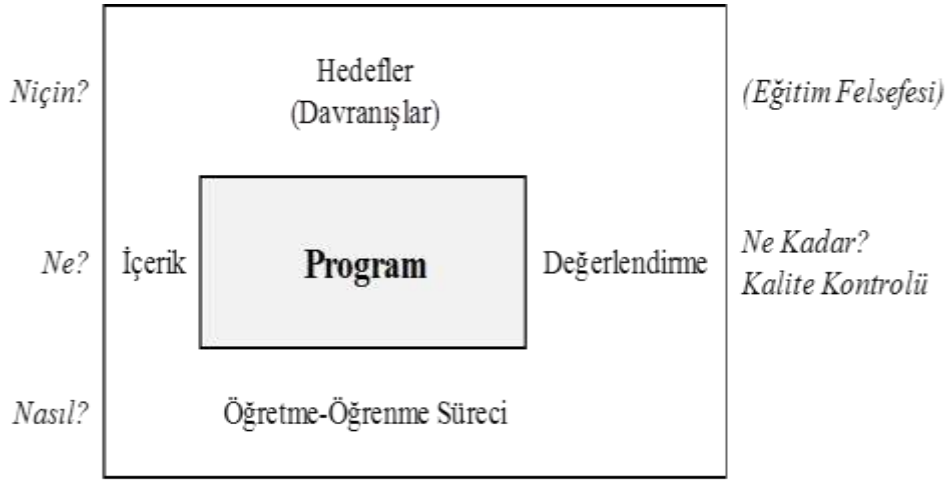 Niçin?
Hedefler
(Davranışlar)
(Eğitim Felsefesi)
Ne?
İçerik
Program
Değerlendirme
Ne Kadar?
Kalite Kontrolü
Nasıl?
Öğretme-Öğrenme Süreci